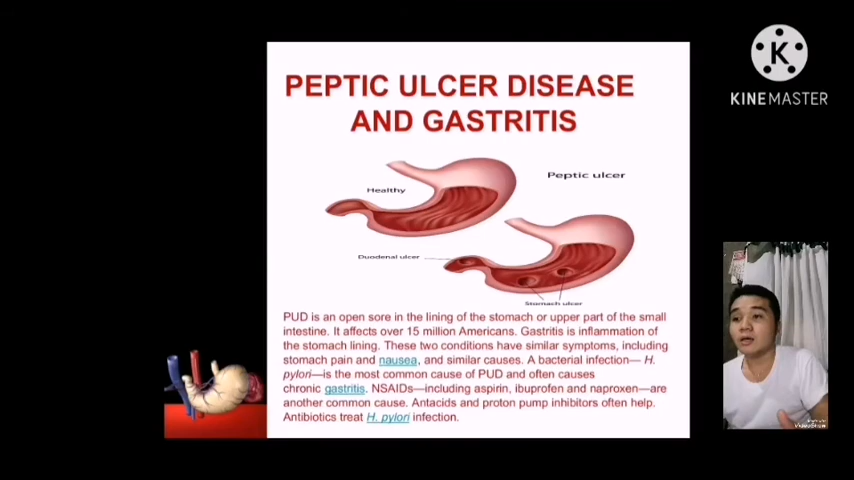 PEPTIC ULCER DISEASE
AND GASTRITIS
KINEMASTER
Healthy
Peptic ulcer
Duodenal ulcer
Stomach ulcer
PUD is an open sore in the lining of the stomach or upper part of the small
intestine. It affects over 15 million Americans. Gastritis is inflammation of
the stomach lining. These two conditions have similar symptoms, including
stomach pain and nausea, and similar causes. A bacterial infection— H.
pylori—is the most common cause of PUD and often causes
chronic gastritis. NSAIDs—including aspirin, ibuprofen and naproxen—are
another common cause. Antacids and proton pump inhibitors often help.
Antibiotics treat H. pylori infection.
VideoShow